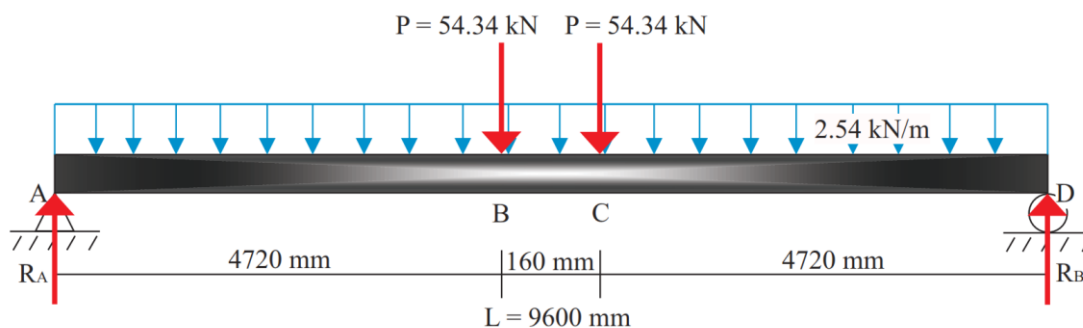 P = 54.34 kN P = 54.34 kN
2.54 kN/m
A D
B C
RA 4720 mm 160 mm 4720 mm RB
L = 9600 mm